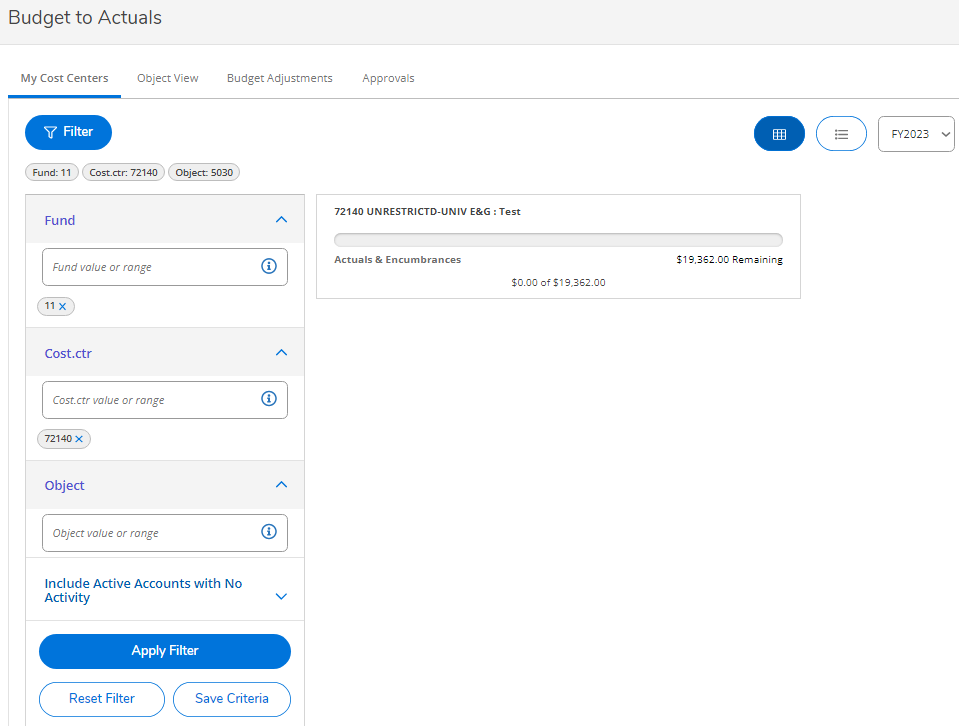 Budget to Actuals
My Cost Centers Object View Budget Adjustments Approvals
Filter
FY2023
Fund: 11 Cost.ctr: 72140 Object: 5030
Fund
Fund value or range
11
Cost.ctr
Cost.ctr value or range
72140
Object
Object value or range
Include Active Accounts with No
Activity
Apply Filter
Reset Filter Save Criteria
72140 UNRESTRICTD-UNIV E&G : Test
Actuals & Encumbrances $19,362.00 Remaining
$0.00 of $19,362.00